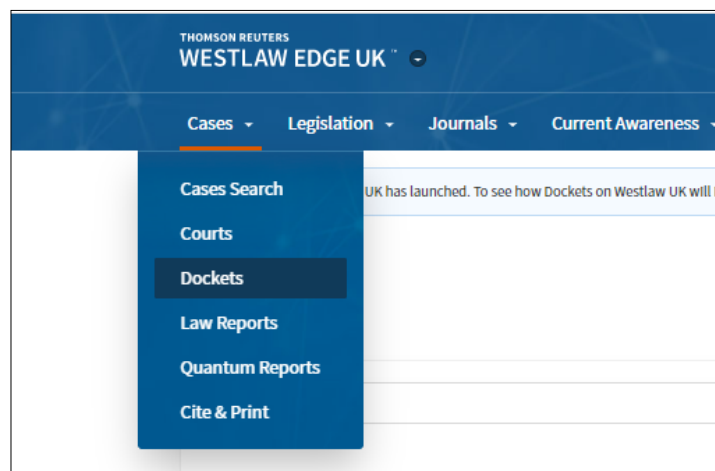 THOMSON REUTERS
WESTLAW EDGE UK™
Cases Legislation Journals Current Awareness
Cases Search
UK has launched. To see how Dockets on Westlaw UK will
Courts
Dockets
Law Reports
Quantum Reports
Cite & Print